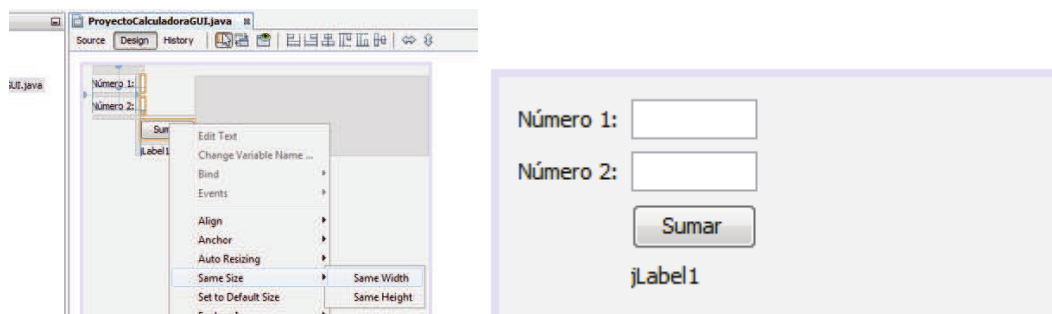 ProyectoCalculadoraGUI.java
Source Design History
GUI.java
Número 1:
Número 2:
Sum
jLabel1
Edit Text
Change Variable Name ...
Bind
Events
Align
Anchor
Auto Resizing
Same Size
Set to Default Size
Same Width
Same Height
Número 1:
Número 2:
Sumar
jLabel1